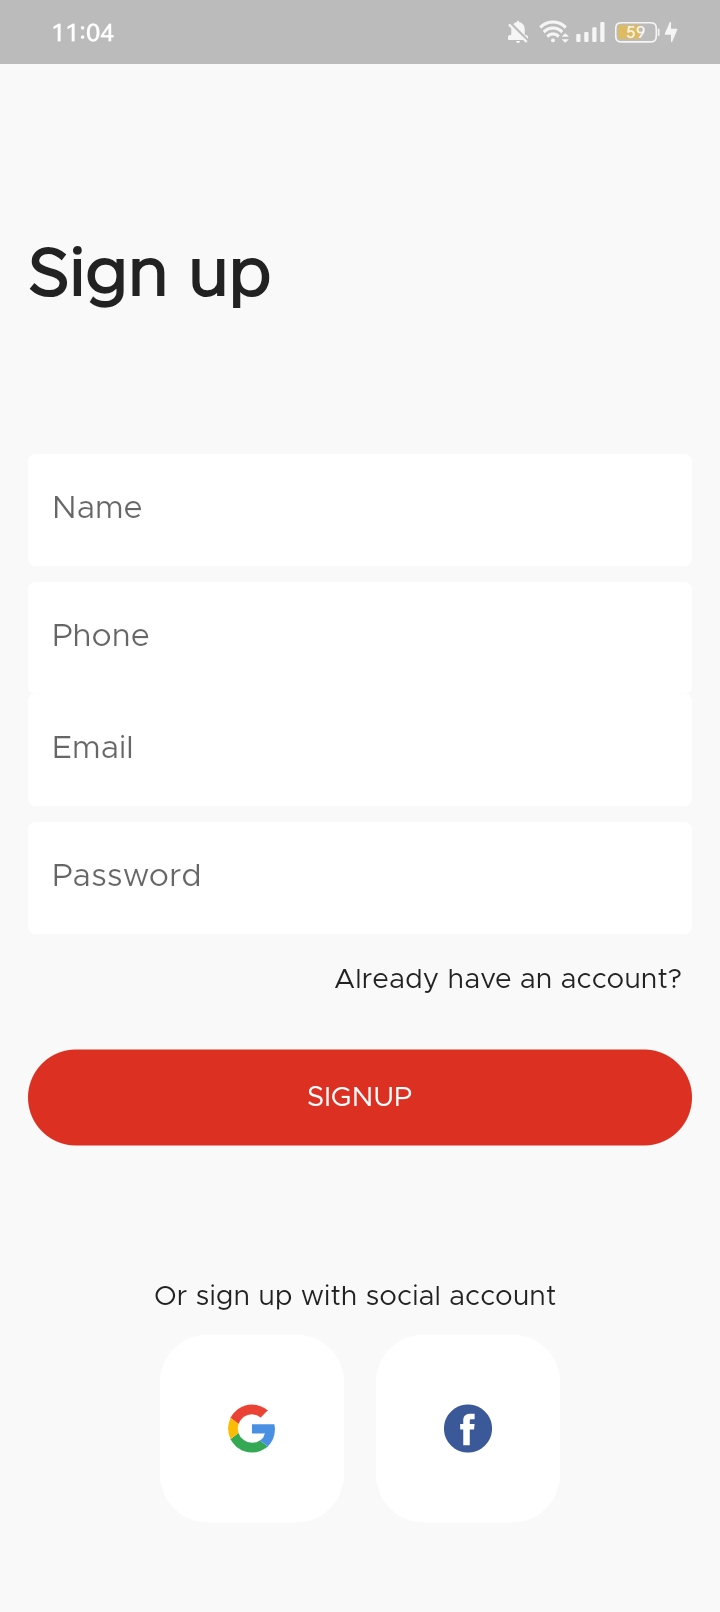 11:04
59
Sign up
Name
Phone
Email
Password
Already have an account?
SIGNUP
Or sign up with social account